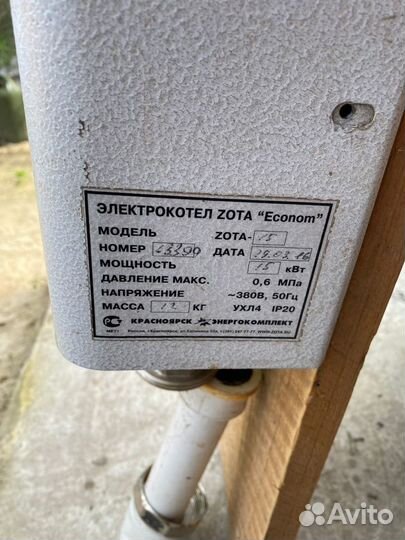 ЭЛЕКТРОКОТЕЛ ZOTA "Econom"
МОДЕЛЬ ZOTA- 15
НОМЕР ДАТА
МОЩНОСТЬ 15 кВт
ДАВЛЕНИЕ МАКС. 0,6 МПа
НАПРЯЖЕНИЕ ~380В, 50Гц
МАССА 12 КГ УХЛ4 IP20
КРАСНОЯРСК ЭНЕРГОКОМПЛЕКТ
Avito